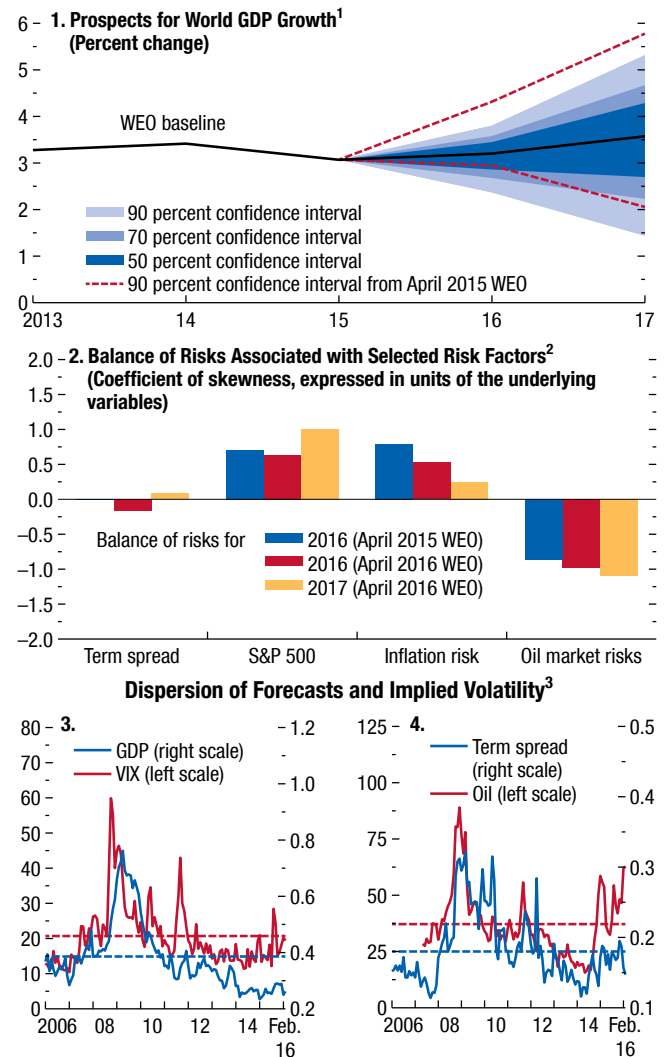 1. Prospects for World GDP Growth¹
(Percent change)
6
5
4
3
2
1
0
WEO baseline
90 percent confidence interval
70 percent confidence interval
50 percent confidence interval
90 percent confidence interval from April 2015 WEO
2013 14 15 16 17
2. Balance of Risks Associated with Selected Risk Factors²
(Coefficient of skewness, expressed in units of the underlying
variables)
2.0
1.5
1.0
0.5
0.0
–0.5
–1.0
–1.5
–2.0
Balance of risks for
2016 (April 2015 WEO)
2016 (April 2016 WEO)
2017 (April 2016 WEO)
Term spread S&P 500 Inflation risk Oil market risks
Dispersion of Forecasts and Implied Volatility³
3.
GDP (right scale)
VIX (left scale)
80
70
60
50
40
30
20
10
0
1.2
1.0
0.8
0.6
0.4
0.2
2006 08 10 12 14 Feb.
16
4.
Term spread
(right scale)
Oil (left scale)
125
100
75
50
25
0
0.5
0.4
0.3
0.2
0.1
2006 08 10 12 14 Feb.
16